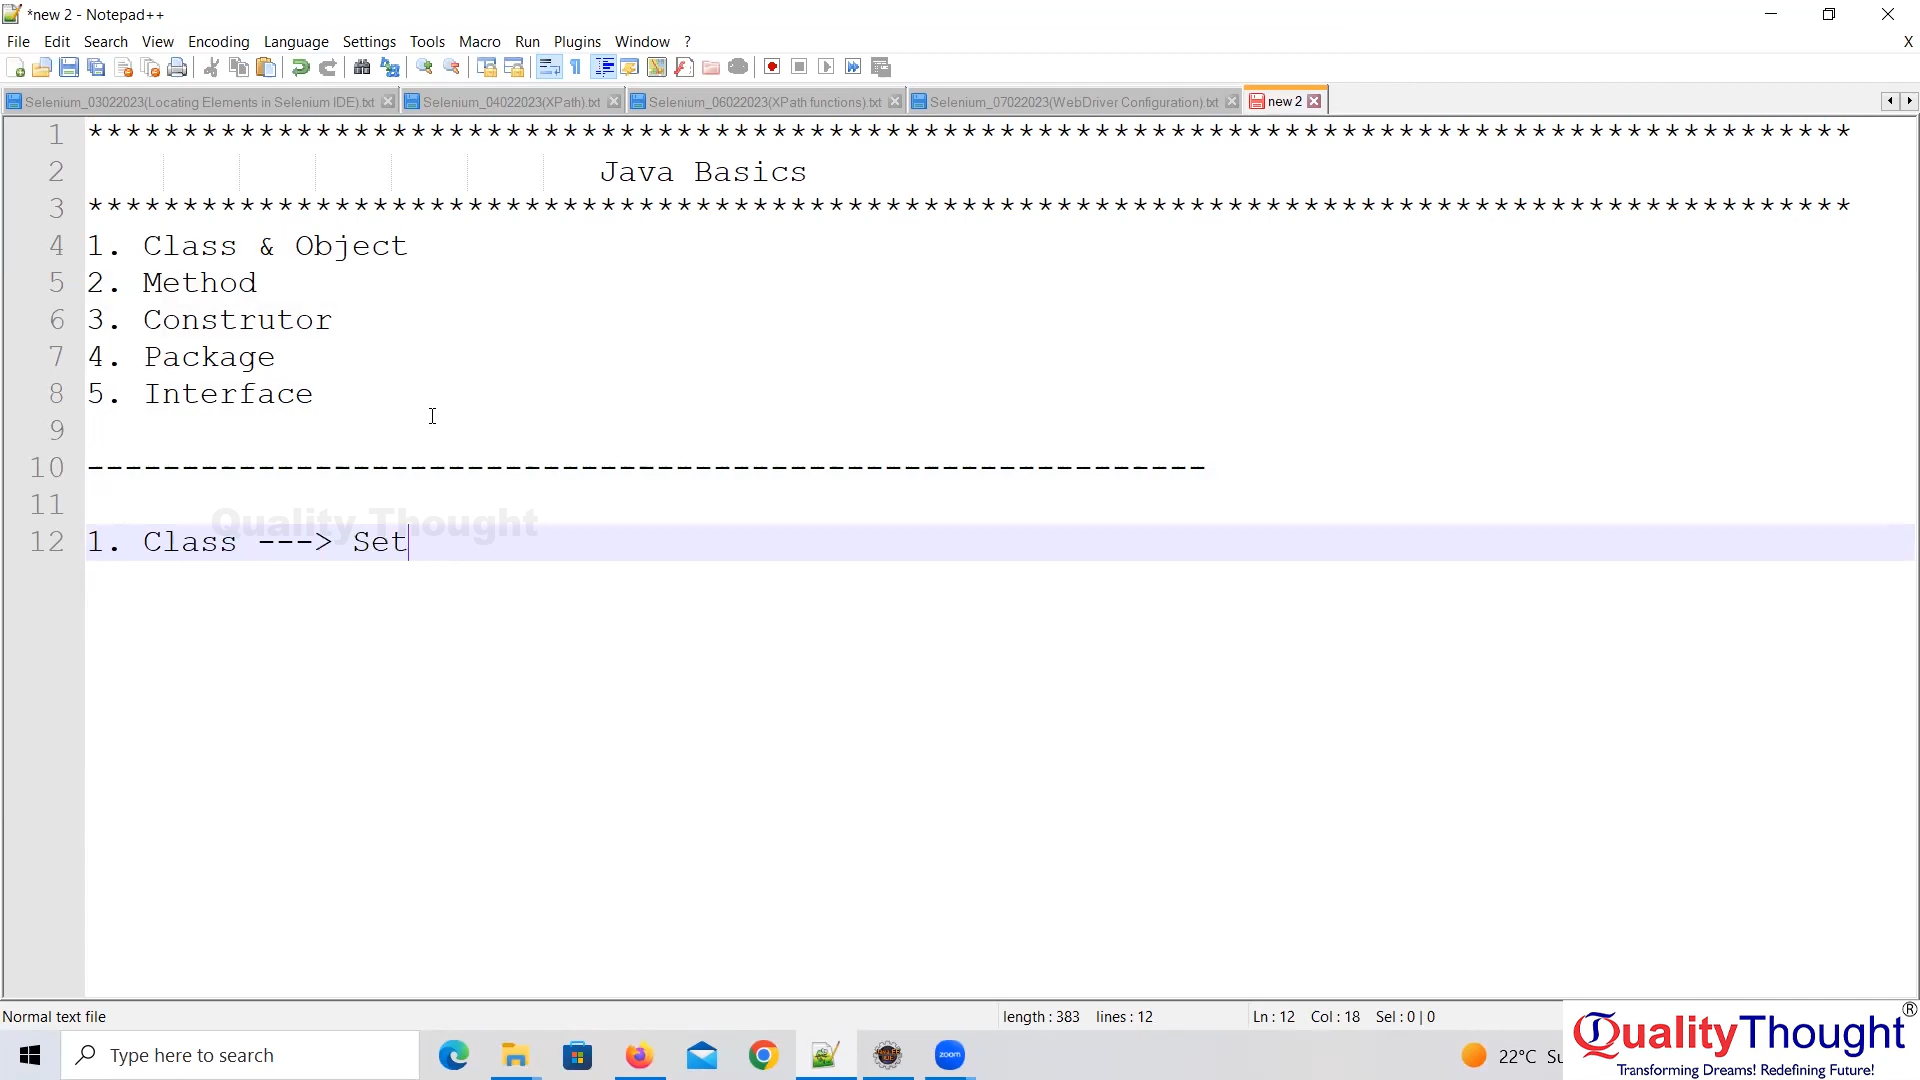 *new 2 - Notepad++
File Edit Search View Encoding Language Settings Tools Macro Run Plugins Window ? X
Selenium_03022023(Locating Elements in Selenium IDE).txt Selenium_04022023(XPath).txt Selenium_06022023(XPath functions).txt Selenium_07022023(WebDriver Configuration).txt new 2
1 *********************************************************************************************
2 Java Basics
3 *********************************************************************************************
4 1. Class & Object
5 2. Method
6 3. Construtor
7 4. Package
8 5. Interface
9
10 -----------------------------------------------------------
11
Quality Thought
12 1. Class ---> Set
Normal text file length : 383 lines : 12 Ln : 12 Col : 18 Sel : 0 | 0
Type here to search zoom 22°C Su
QualityThought ®
Transforming Dreams! Redefining Future!